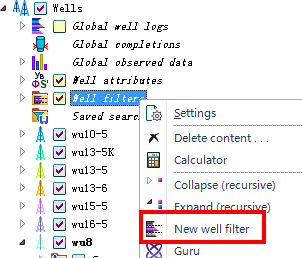 Wells
Global well logs
Global completions
Global observed data
Well attributes
Well filter
Saved sear
wu10-5
wu13-5K
wu13-5
wu13-6
wu15-5
wu16-5
wu8
Settings
Delete content ...
Calculator
Collapse (recursive)
Expand (recursive)
New well filter
Guru